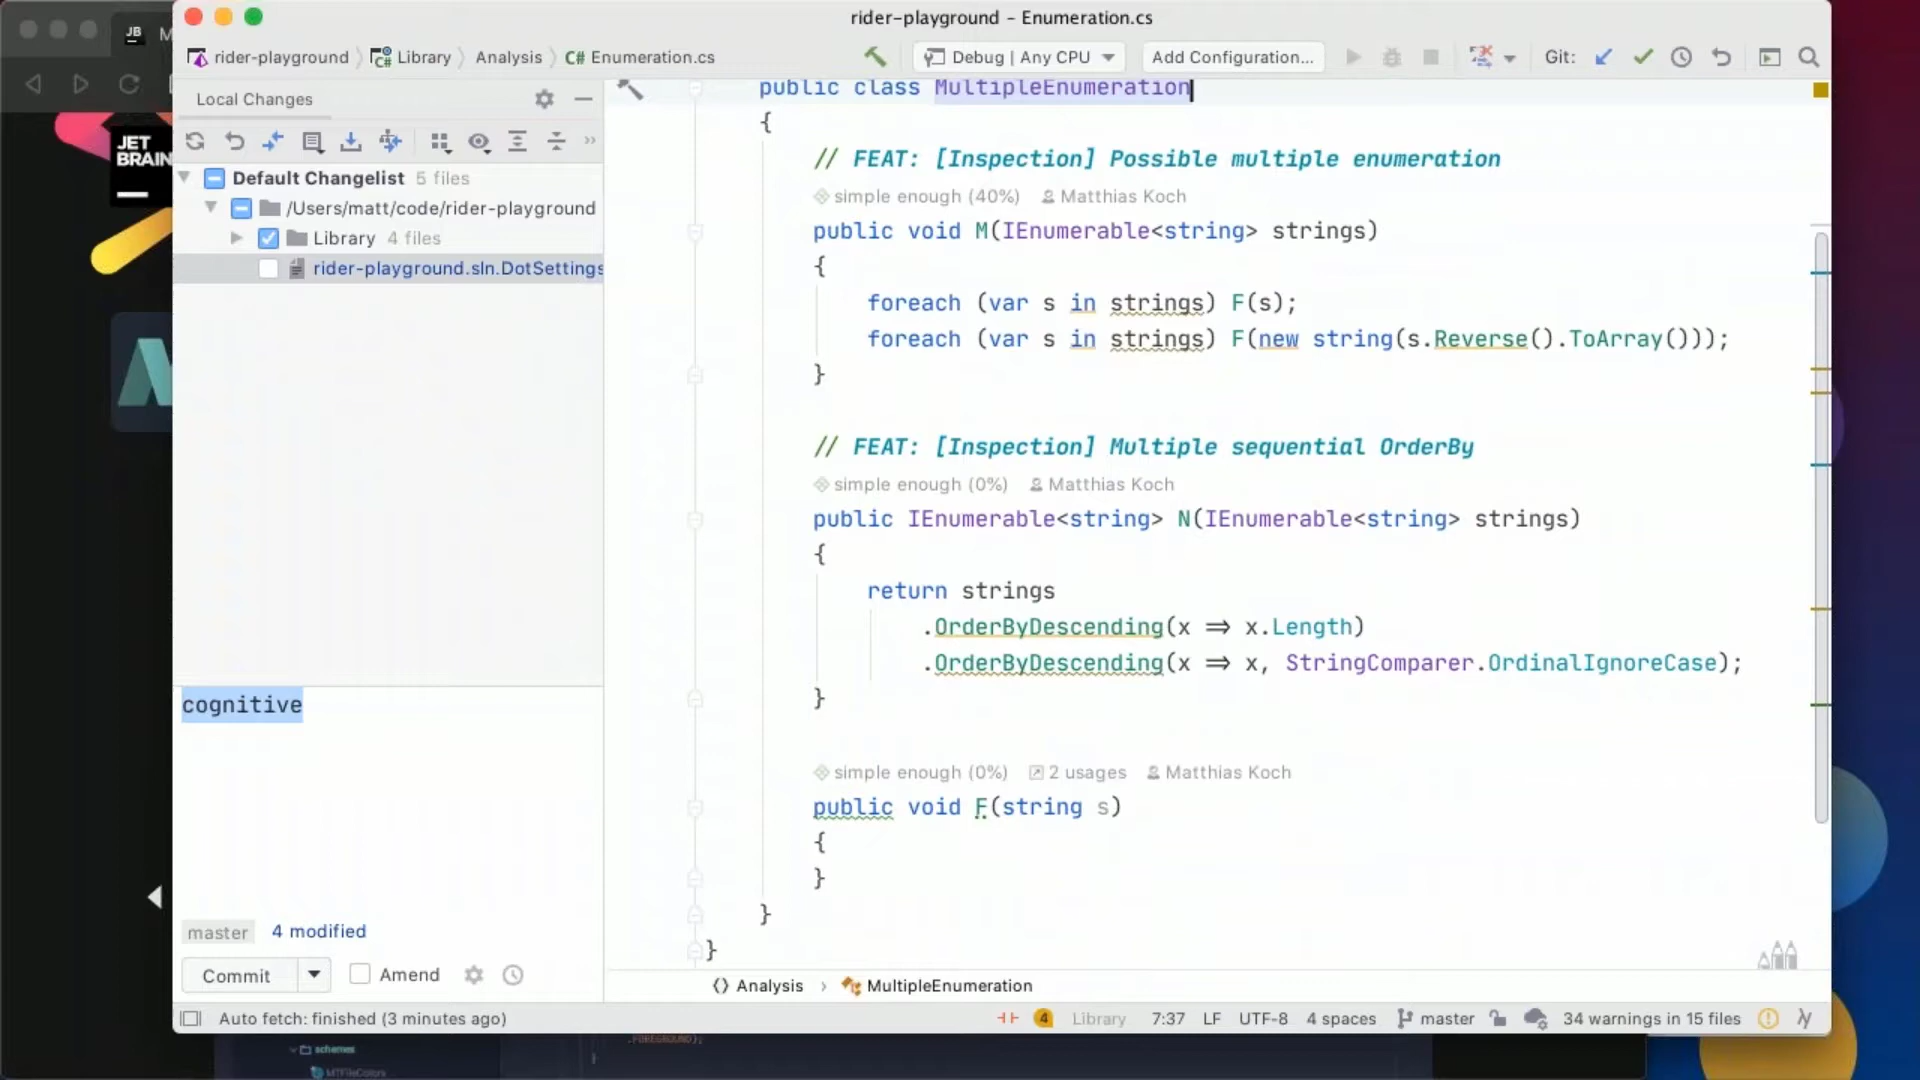 rider-playground – Enumeration.cs
JB M
rider-playground Library Analysis C# Enumeration.cs
Debug | Any CPU Add Configuration... Git:
Local Changes
JET
BRAIN
Default Changelist 5 files
/Users/matt/code/rider-playground
Library 4 files
rider-playground.sln.DotSettings
public class MultipleEnumeration
{
// FEAT: [Inspection] Possible multiple enumeration
simple enough (40%) Matthias Koch
public void M(IEnumerable<string> strings)
{
foreach (var s in strings) F(s);
foreach (var s in strings) F(new string(s.Reverse().ToArray()));
}
// FEAT: [Inspection] Multiple sequential OrderBy
simple enough (0%) Matthias Koch
public IEnumerable<string> N(IEnumerable<string> strings)
{
return strings
.OrderByDescending(x ⇒ x.Length)
.OrderByDescending(x ⇒ x, StringComparer.OrdinalIgnoreCase);
}
simple enough (0%) 2 usages Matthias Koch
public void F(string s)
{
}
}
}
cognitive
master 4 modified
Commit Amend
Analysis › MultipleEnumeration
Auto fetch: finished (3 minutes ago) 4 Library 7:37 LF UTF-8 4 spaces master 34 warnings in 15 files
.FOREGROUND);
}
schemes
MTFileColors